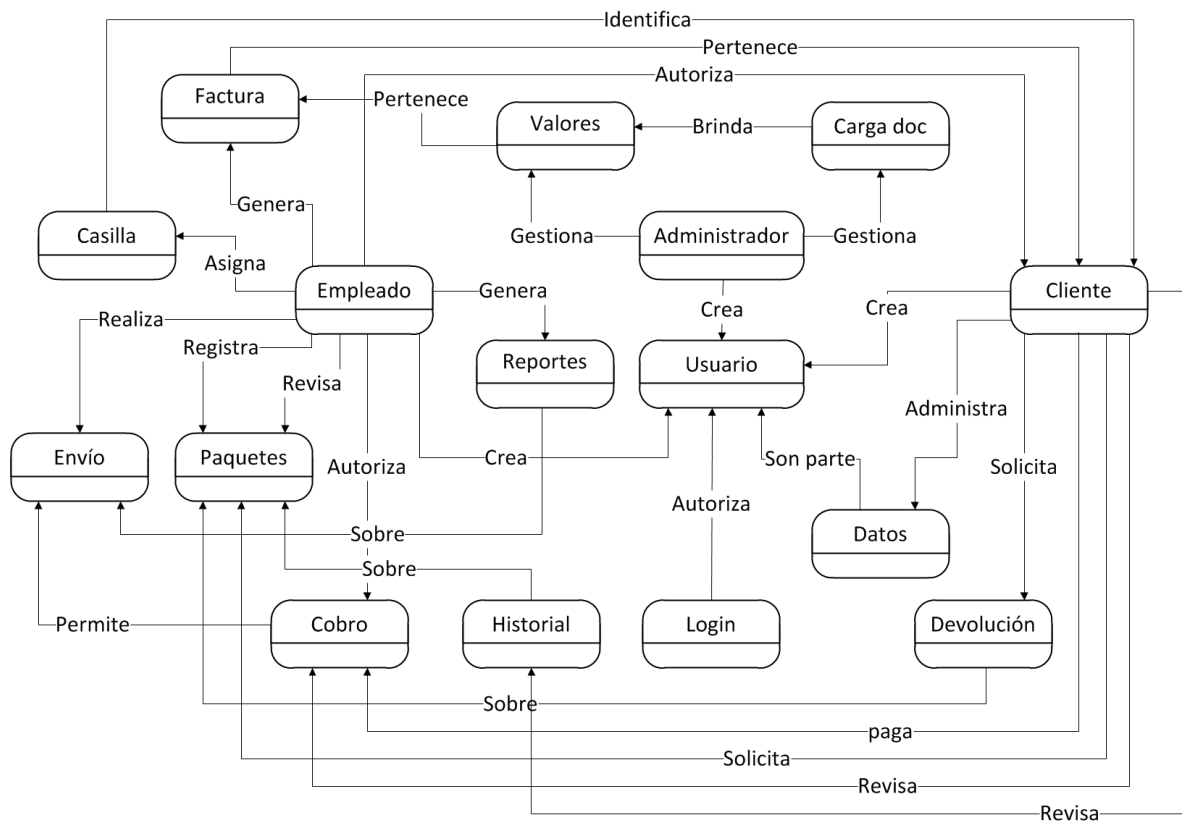 Identifica
Pertenece
Autoriza
Factura
Pertenece
Valores
Brinda
Carga doc
Genera
Casilla
Gestiona
Administrador
Gestiona
Asigna
Empleado
Genera
Crea
Crea
Cliente
Realiza
Registra
Revisa
Reportes
Usuario
Administra
Envío
Paquetes
Autoriza
Crea
Son parte
Solicita
Autoriza
Sobre
Datos
Sobre
Permite
Cobro
Historial
Login
Devolución
Sobre
paga
Solicita
Revisa
Revisa